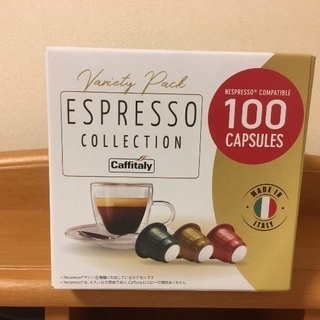 Variety Pack
ESPRESSO
COLLECTION
Caffitaly
NESPRESSO® COMPATIBLE
100
CAPSULES
MADE IN
ITALY